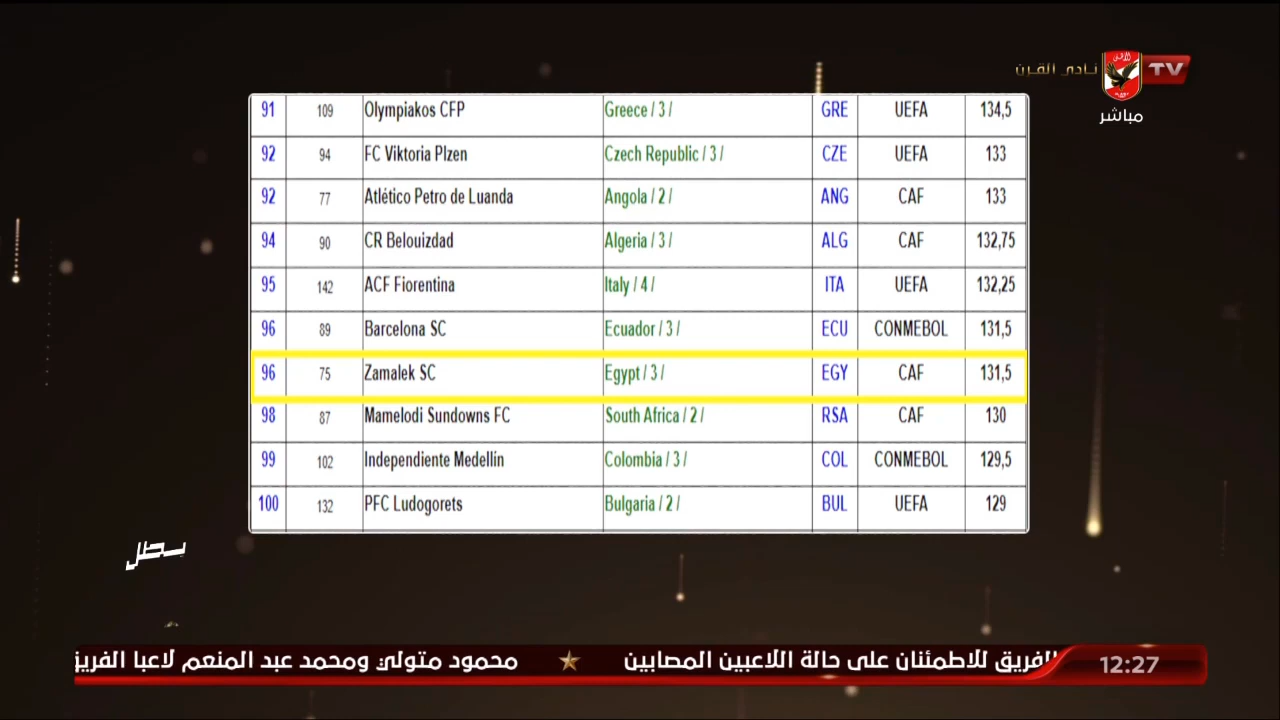 نادي القرن TV
مباشر
91 109 Olympiakos CFP Greece / 3 / GRE UEFA 134,5
92 94 FC Viktoria Plzen Czech Republic / 3 / CZE UEFA 133
92 77 Atlético Petro de Luanda Angola / 2 / ANG CAF 133
94 90 CR Belouizdad Algeria / 3 / ALG CAF 132,75
95 142 ACF Fiorentina Italy / 4 / ITA UEFA 132,25
96 89 Barcelona SC Ecuador / 3 / ECU CONMEBOL 131,5
96 75 Zamalek SC Egypt / 3 / EGY CAF 131,5
98 87 Mamelodi Sundowns FC South Africa / 2 / RSA CAF 130
99 102 Independiente Medellín Colombia / 3 / COL CONMEBOL 129,5
100 132 PFC Ludogorets Bulgaria / 2 / BUL UEFA 129
12:27 الفريق للاطمئنان على حالة اللاعبين المصابين ★ محمود متولي ومحمد عبد المنعم لاعبا الفريق